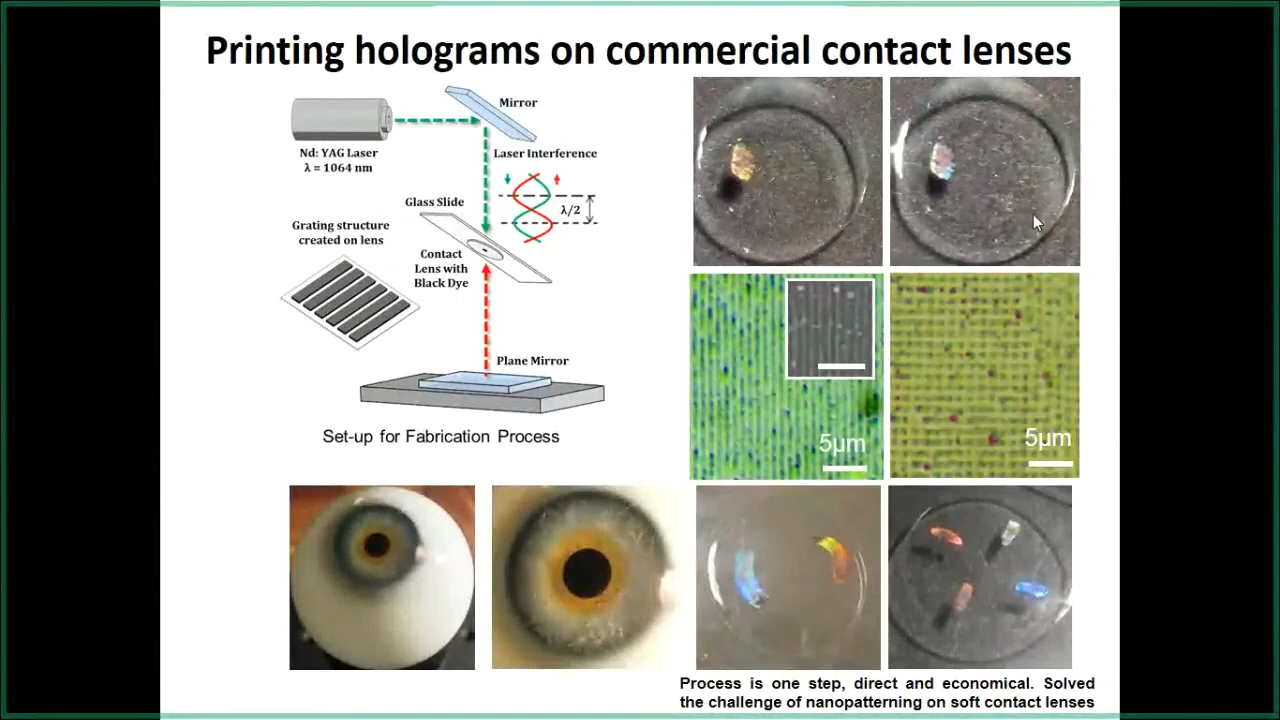 Printing holograms on commercial contact lenses
Mirror
Nd: YAG Laser
λ = 1064 nm
Laser Interference
λ/2
Glass Slide
Grating structure
created on lens
Contact
Lens with
Black Dye
Plane Mirror
Set-up for Fabrication Process
5µm
5µm
Process is one step, direct and economical. Solved
the challenge of nanopatterning on soft contact lenses